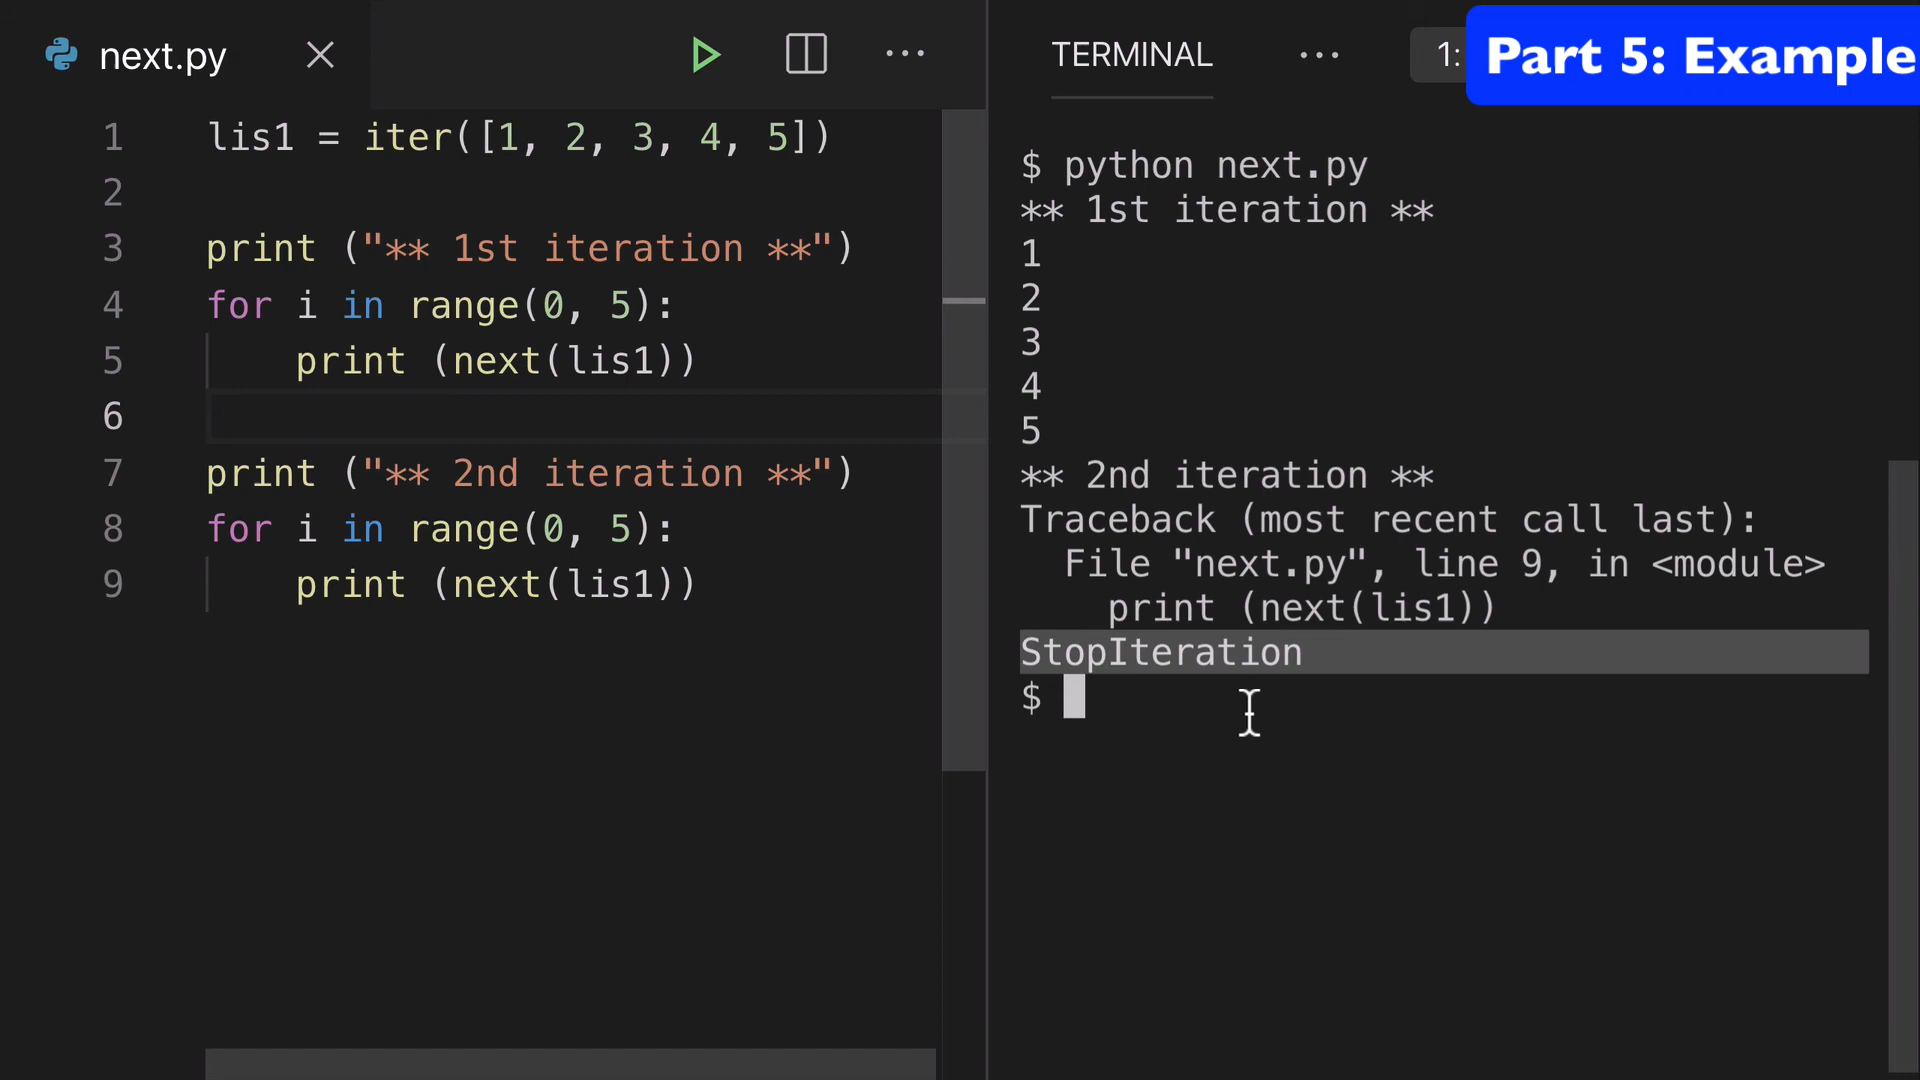 next.py
1 lis1 = iter([1, 2, 3, 4, 5])
2
3 print ("** 1st iteration **")
4 for i in range(0, 5):
5 print (next(lis1))
6
7 print ("** 2nd iteration **")
8 for i in range(0, 5):
9 print (next(lis1))
TERMINAL
1:
Part 5: Example
$ python next.py
** 1st iteration **
1
2
3
4
5
** 2nd iteration **
Traceback (most recent call last):
File "next.py", line 9, in <module>
print (next(lis1))
StopIteration
$